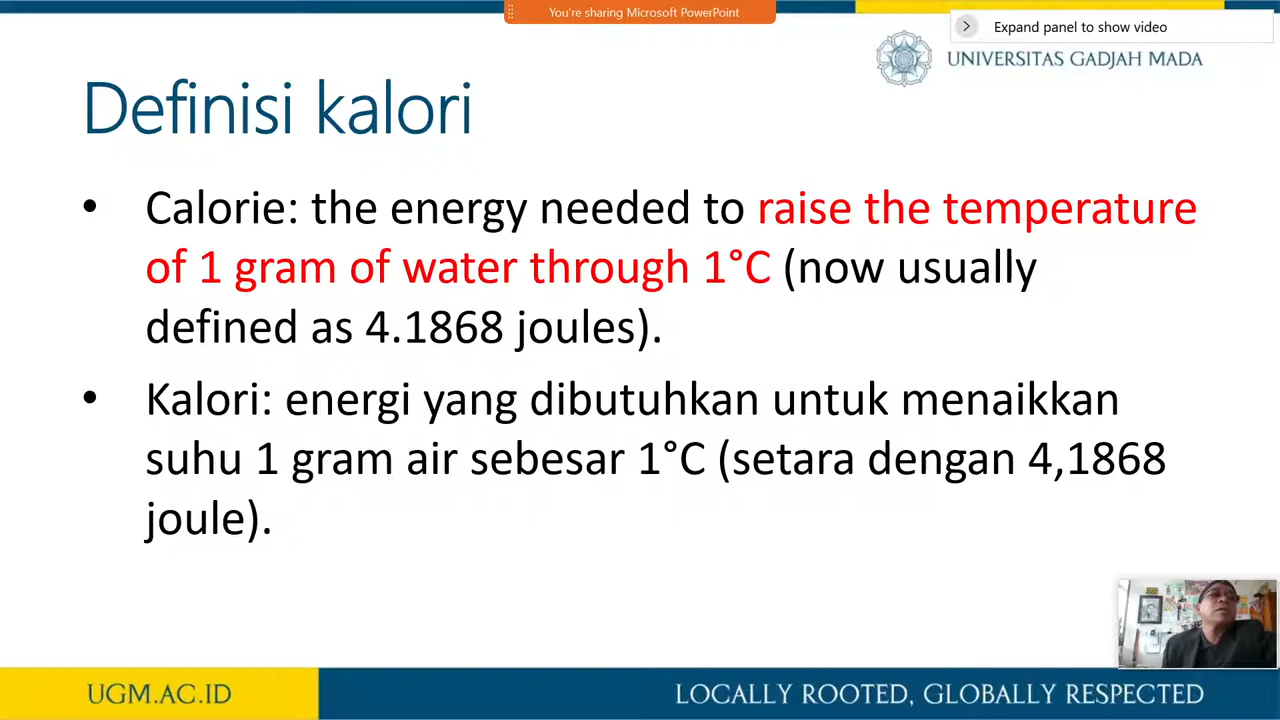 You're sharing Microsoft PowerPoint
Expand panel to show video
UNIVERSITAS GADJAH MADA
Definisi kalori
• Calorie: the energy needed to raise the temperature
of 1 gram of water through 1°C (now usually
defined as 4.1868 joules).
• Kalori: energi yang dibutuhkan untuk menaikkan
suhu 1 gram air sebesar 1°C (setara dengan 4,1868
joule).
UGM.AC.ID
LOCALLY ROOTED, GLOBALLY RESPECTED